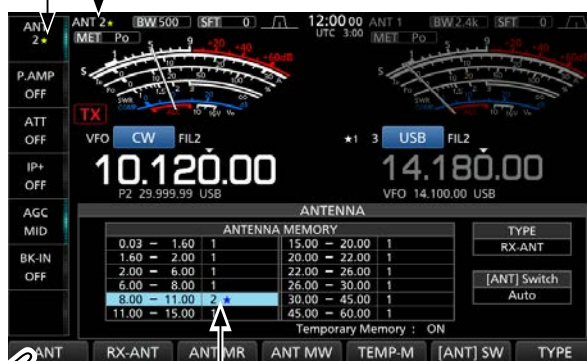 ANT 2★ BW 500 SFT 0 12:00 00 ANT 1 BW 2.4k SFT 0
UTC 3:00
MET Po MET Po
ANT
2★
P.AMP
OFF
ATT
OFF
IP+
OFF
AGC
MID
BK-IN
OFF
TX
VFO CW FIL2 ★1 3 USB FIL2
10.120.00 14.180.00
P2 29.999.99 USB VFO 14.100.00 USB
ANTENNA
ANTENNA MEMORY
0.03 – 1.60 1 15.00 – 20.00 1
1.60 – 2.00 1 20.00 – 22.00 1
2.00 – 6.00 1 22.00 – 26.00 1
6.00 – 8.00 1 26.00 – 30.00 1
8.00 – 11.00 2 ★ 30.00 – 45.00 1
11.00 – 15.00 1 45.00 – 60.00 1
Temporary Memory : ON
TYPE
RX-ANT
[ANT] Switch
Auto
ANT RX-ANT ANT MR ANT MW TEMP-M [ANT] SW TYPE